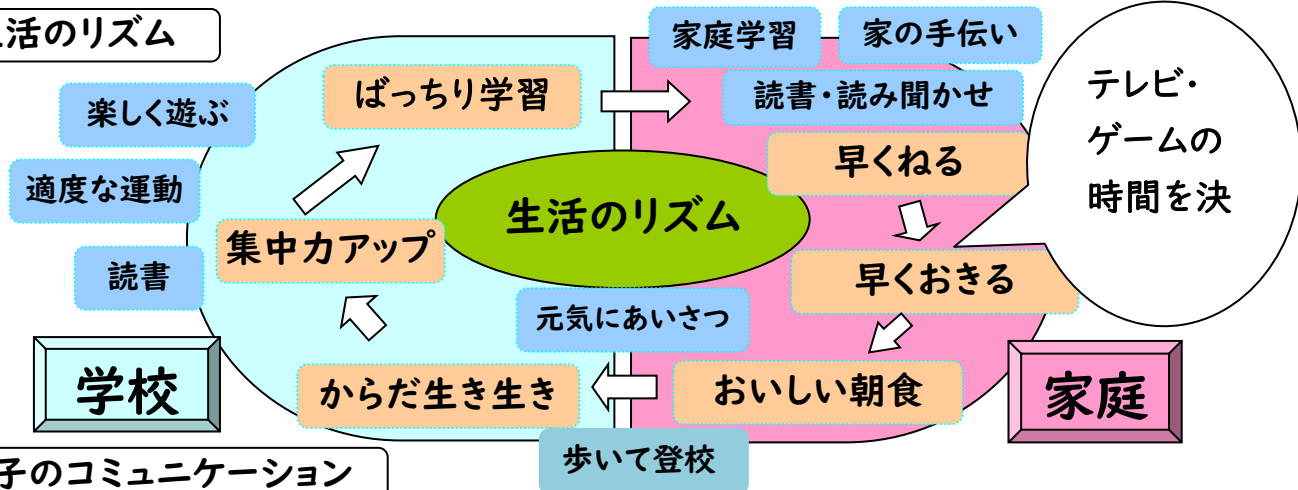 活のリズム
家庭学習
家の手伝い
ばっちり学習
読書・読み聞かせ
テレビ・
ゲームの
時間を決
楽しく遊ぶ
早くねる
適度な運動
生活のリズム
集中力アップ
読書
早くおきる
元気にあいさつ
学校
からだ生き生き
おいしい朝食
家庭
歩いて登校
子のコミュニケーション